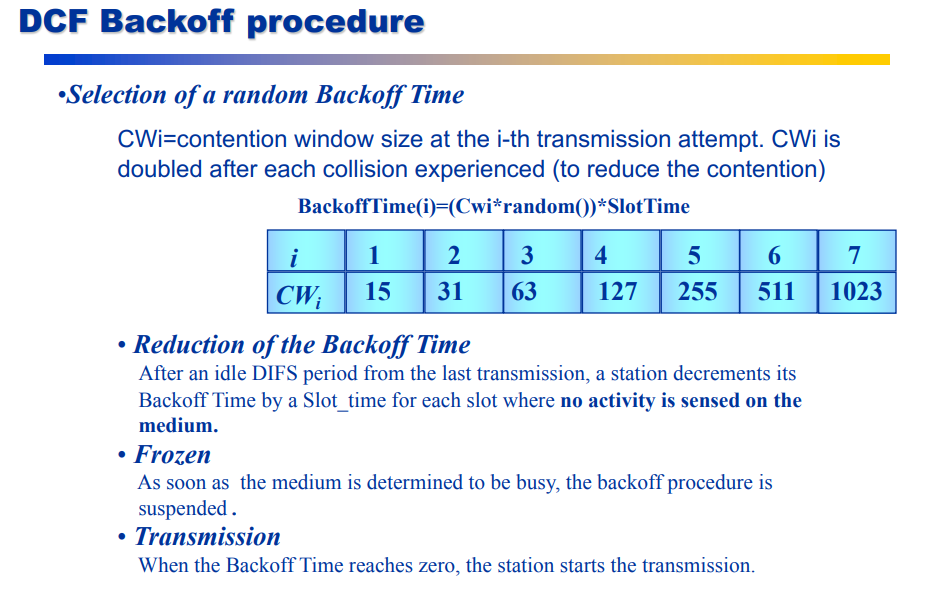 DCF Backoff procedure
•Selection of a random Backoff Time
CWi=contention window size at the i-th transmission attempt. CWi is
doubled after each collision experienced (to reduce the contention)
BackoffTime(i)=(Cwi*random())*SlotTime
i 1 2 3 4 5 6 7
CWi 15 31 63 127 255 511 1023
• Reduction of the Backoff Time
After an idle DIFS period from the last transmission, a station decrements its
Backoff Time by a Slot_time for each slot where no activity is sensed on the
medium.
• Frozen
As soon as the medium is determined to be busy, the backoff procedure is
suspended .
• Transmission
When the Backoff Time reaches zero, the station starts the transmission.